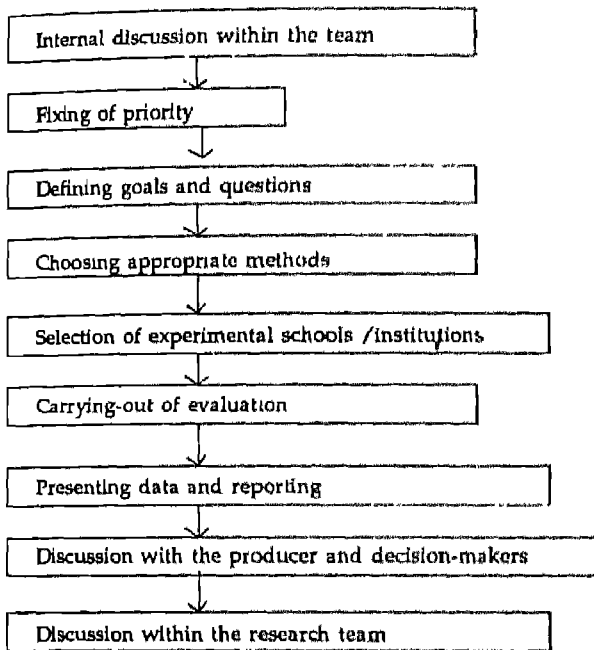 Internal discussion within the team
Fixing of priority
Defining goals and questions
Choosing appropriate methods
Selection of experimental schools /institutions
Carrying-out of evaluation
Presenting data and reporting
Discussion with the producer and decision-makers
Discussion within the research team